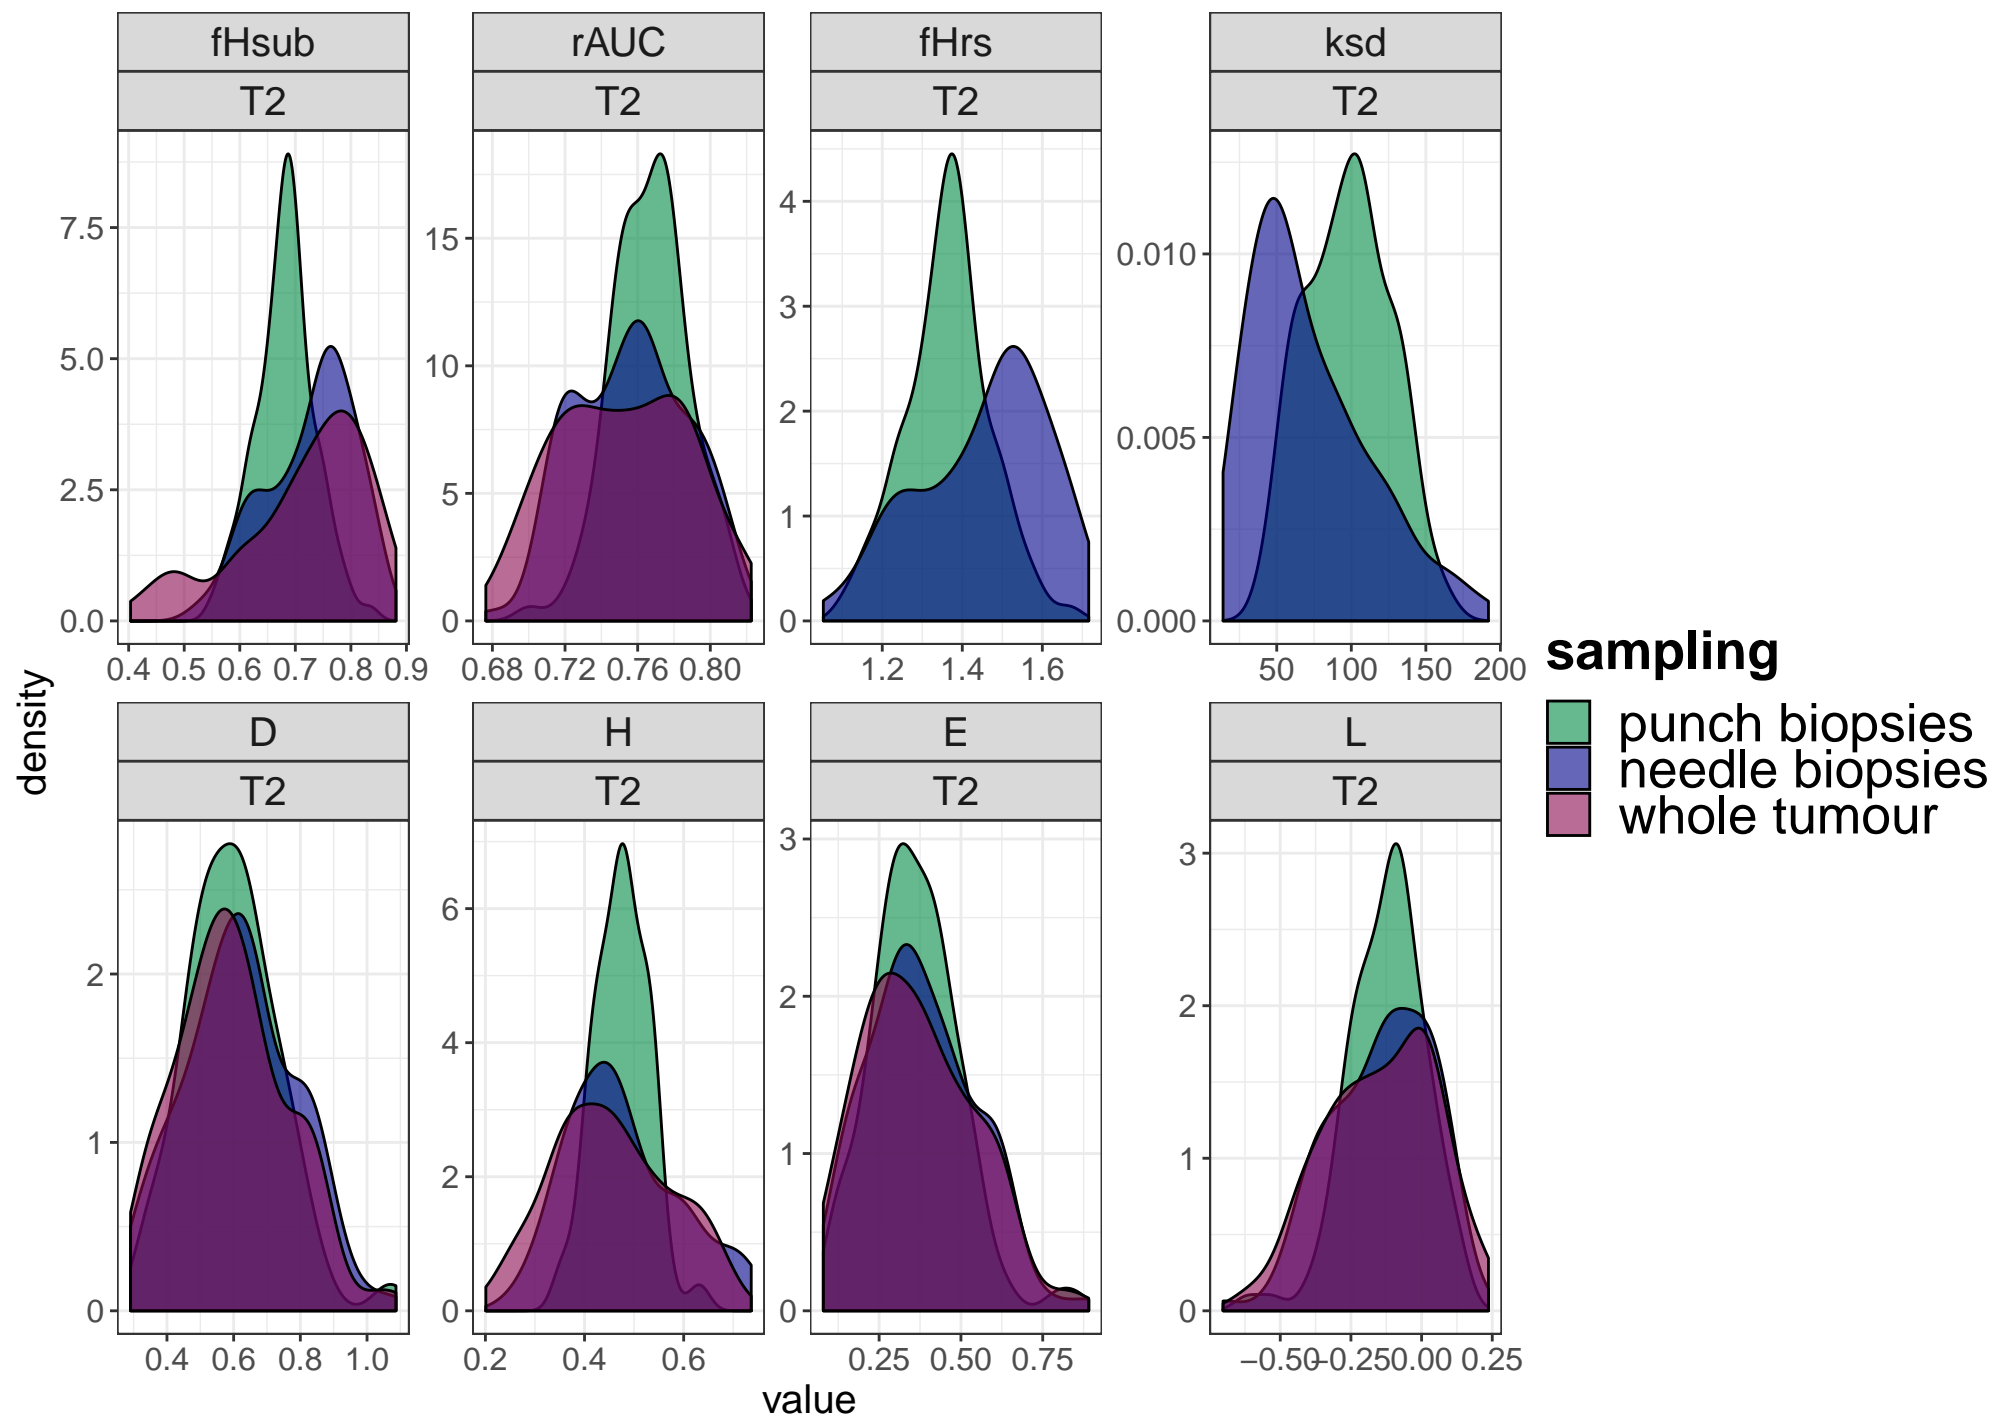 fHsub rAUC fHrs ksd
T2 T2 T2 T2
7.5 5.0 2.5 0.0
15 10 5 0
4 3 2 1 0
0.010 0.005 0.000
0.4 0.5 0.6 0.7 0.8 0.9
0.68 0.72 0.76 0.80
1.2 1.4 1.6
50 100 150 200
density
D H E L
T2 T2 T2 T2
2 1 0
6 4 2 0
3 2 1 0
3 2 1 0
0.4 0.6 0.8 1.0
0.2 0.4 0.6
0.25 0.50 0.75
−0.50 −0.25 0.00 0.25
value
sampling
punch biopsies
needle biopsies
whole tumour